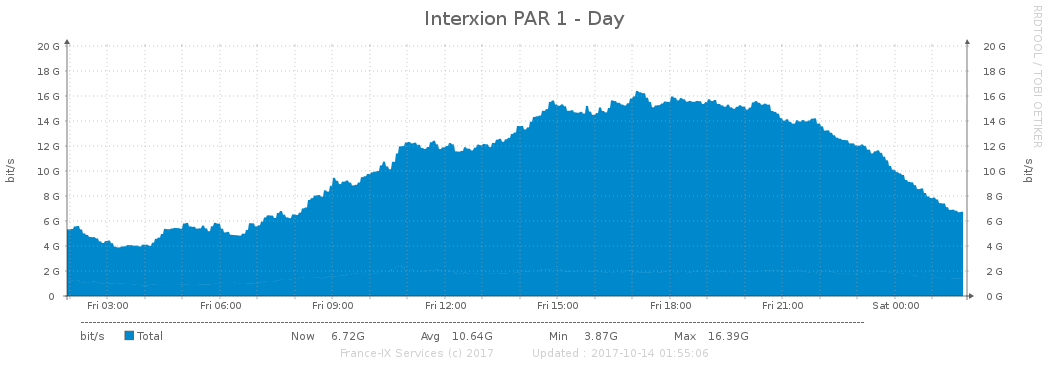 Interxion PAR 1 - Day
RRDTOOL / TOBI OETIKER
20 G 20 G
18 G 18 G
16 G 16 G
14 G 14 G
12 G 12 G
10 G 10 G
8 G 8 G
6 G 6 G
4 G 4 G
2 G 2 G
0 0 G
bit/s
bit/s
Fri 03:00 Fri 06:00 Fri 09:00 Fri 12:00 Fri 15:00 Fri 18:00 Fri 21:00 Sat 00:00
bit/s Total Now 6.72G Avg 10.64G Min 3.87G Max 16.39G
France-IX Services (c) 2017 Updated : 2017-10-14 01:55:06